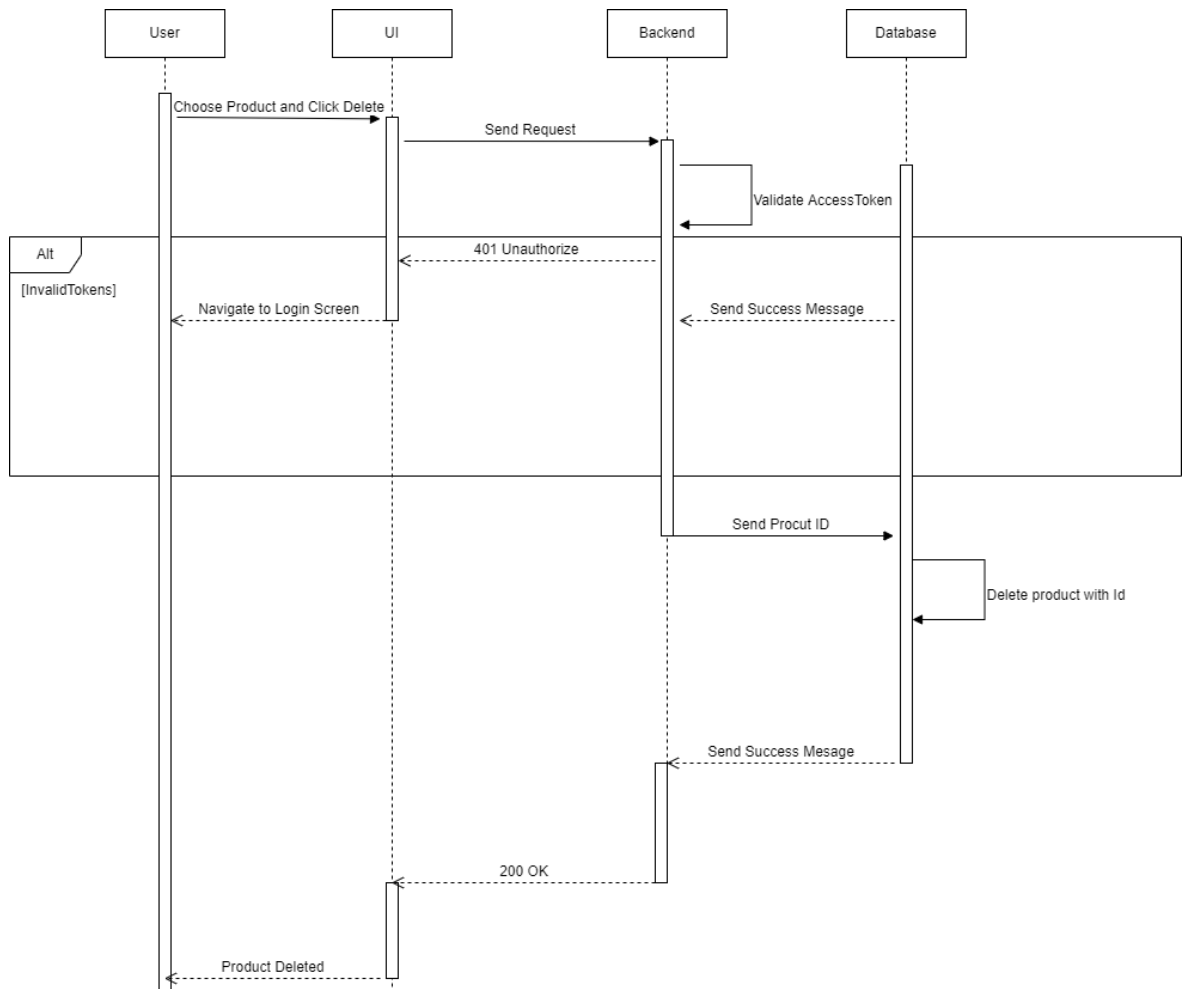 User
UI
Backend
Database
Choose Product and Click Delete
Send Request
Validate AccessToken
Alt
401 Unauthorize
[InvalidTokens]
Navigate to Login Screen
Send Success Message
Send Procut ID
Delete product with Id
Send Success Mesage
200 OK
Product Deleted